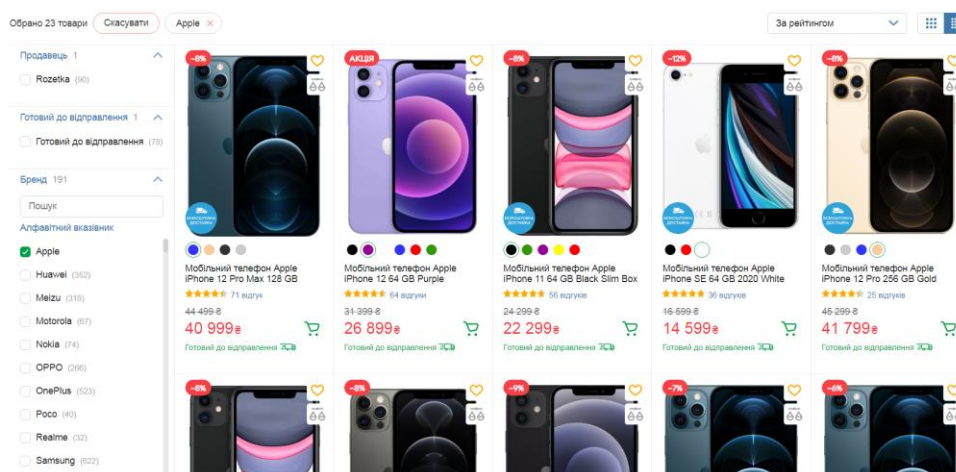 Обрано 23 товари Скасувати Apple ×
За рейтингом
Продавець 1
Rozetka (90)
Готовий до відправлення 1
Готовий до відправлення (78)
Бренд 191
Пошук
Алфавітний вказівник
Apple
Huawei (352)
Meizu (318)
Motorola (67)
Nokia (74)
OPPO (266)
OnePlus (523)
Poco (40)
Realme (32)
Samsung (622)
-8%
Мобільний телефон Apple
iPhone 12 Pro Max 128 GB
71 відгук
44 499 ₴
40 999₴
Готовий до відправлення
АКЦІЯ
Мобільний телефон Apple
iPhone 12 64 GB Purple
64 відгуки
31 399 ₴
26 899₴
Готовий до відправлення
-8%
Мобільний телефон Apple
iPhone 11 64 GB Black Slim Box
56 відгуків
24 299 ₴
22 299₴
Готовий до відправлення
-12%
Мобільний телефон Apple
iPhone SE 64 GB 2020 White
36 відгуків
16 599 ₴
14 599₴
Готовий до відправлення
-8%
Мобільний телефон Apple
iPhone 12 Pro 256 GB Gold
25 відгуків
45 299 ₴
41 799₴
Готовий до відправлення
-8%
-8%
-9%
-7%
-6%